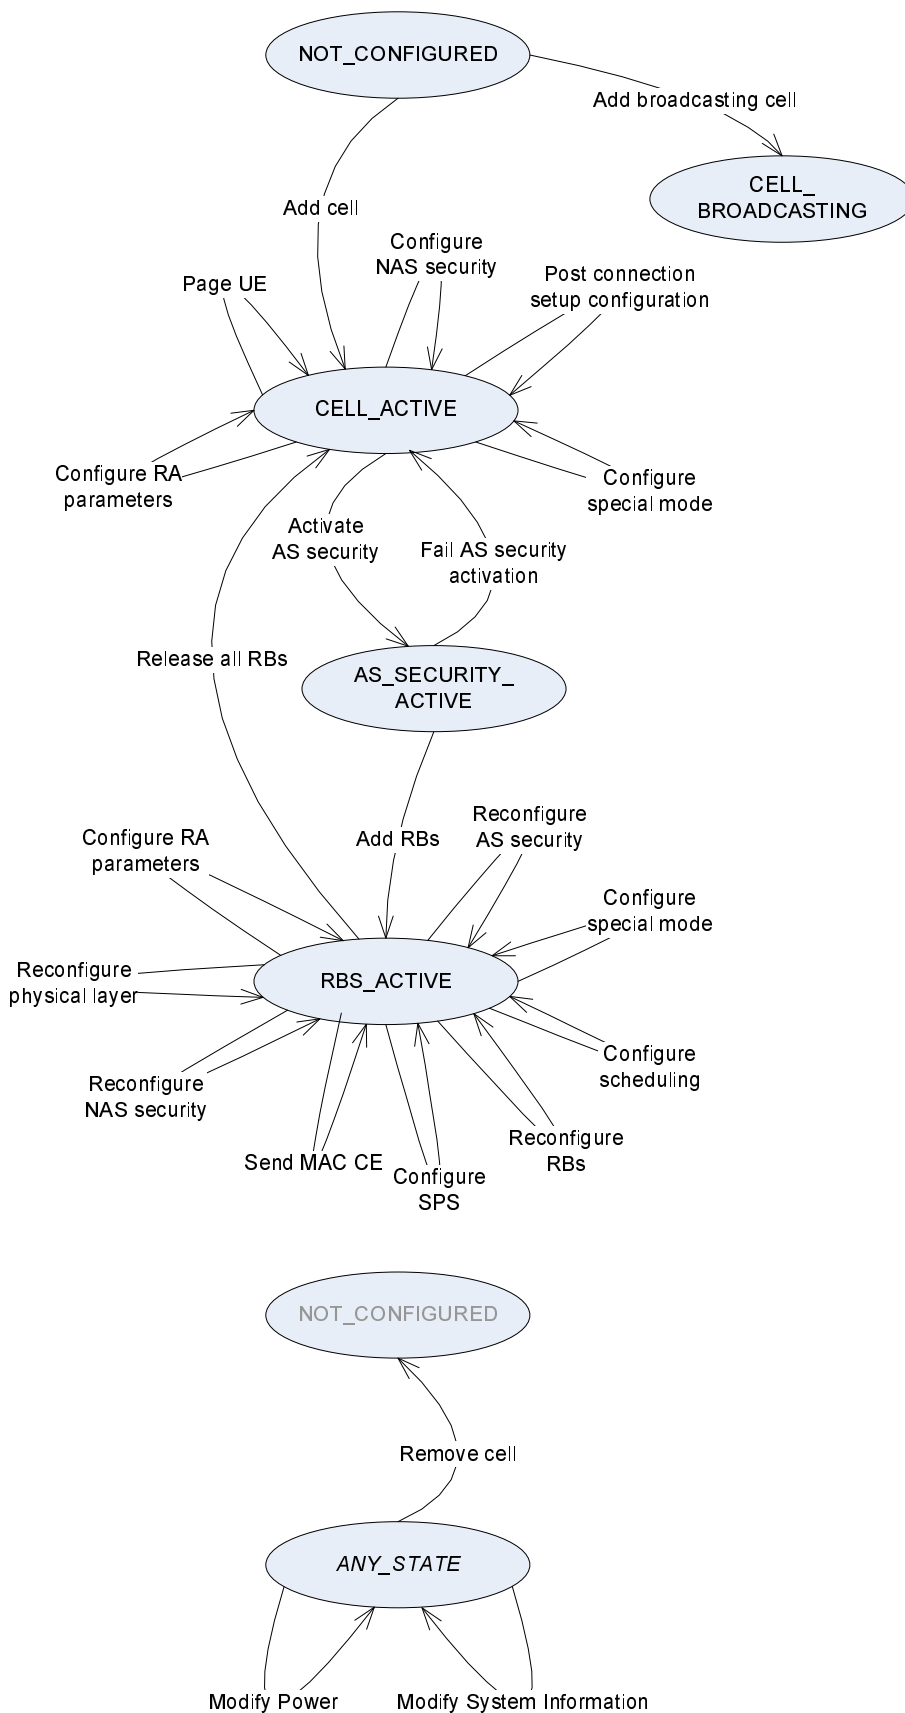 NOT_CONFIGURED
Add broadcasting cell
CELL_
BROADCASTING
Add cell
Configure
NAS security
Page UE
Post connection
setup configuration
CELL_ACTIVE
Configure RA
parameters
Configure
special mode
Activate
AS security
Fail AS security
activation
Release all RBs
AS_SECURITY_
ACTIVE
Add RBs
Reconfigure
AS security
Configure RA
parameters
Configure
special mode
Reconfigure
physical layer
RBS_ACTIVE
Configure
scheduling
Reconfigure
NAS security
Send MAC CE
Configure
SPS
Reconfigure
RBs
NOT_CONFIGURED
Remove cell
ANY_STATE
Modify Power
Modify System Information